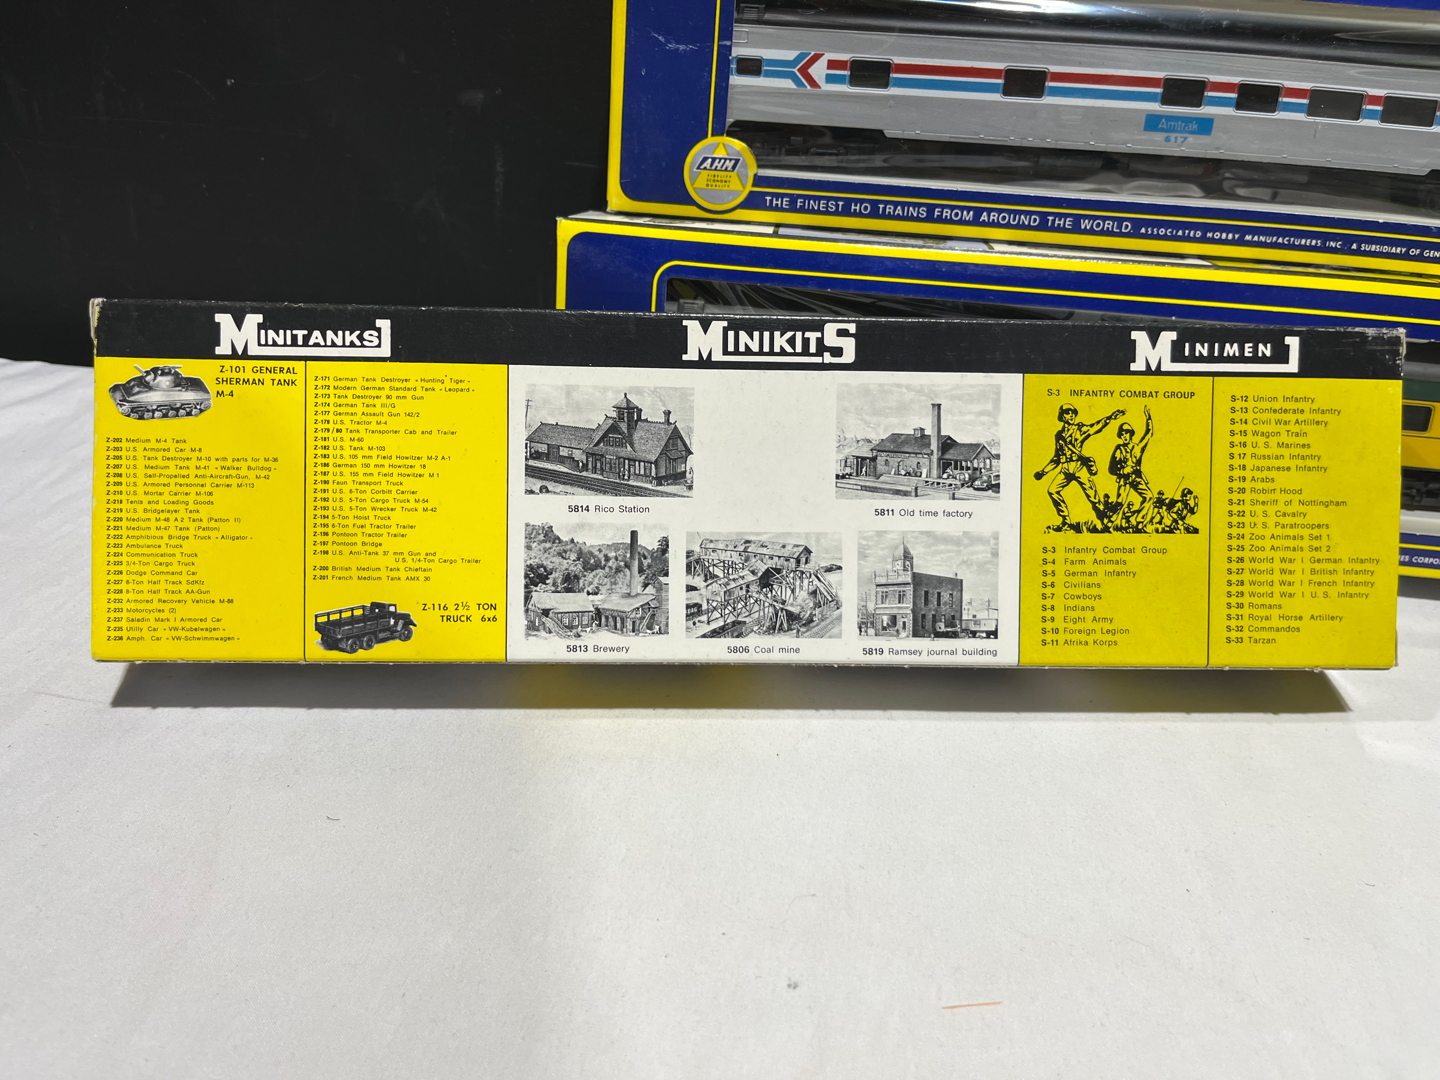 Amtrak
617
A.H.M.
FIDELITY
ECONOMY
QUALITY
THE FINEST HO TRAINS FROM AROUND THE WORLD. ASSOCIATED HOBBY MANUFACTURERS, INC. A SUBSIDIARY OF GEN
MINITANKS
Z-101 GENERAL
SHERMAN TANK
M-4
Z-202 Medium M-4 Tank
Z-203 U.S. Armored Car M-8
Z-205 U.S. Tank Destroyer M-10 with parts for M-36
Z-207 U.S. Medium Tank M-41 «Walker Bulldog»
Z-208 U.S. Self-Propelled Anti-Aircraft-Gun, M-42
Z-209 U.S. Armored Personnel Carrier M-113
Z-210 U.S. Mortar Carrier M-106
Z-218 Tents and Loading Goods
Z-219 U.S. Bridgelayer Tank
Z-220 Medium M-48 A 2 Tank (Patton II)
Z-221 Medium M-47 Tank (Patton)
Z-222 Amphibious Bridge Truck «Alligator»
Z-223 Ambulance Truck
Z-224 Communication Truck
Z-225 3/4-Ton Cargo Truck
Z-226 Dodge Command Car
Z-227 8-Ton Half Track SdKfz
Z-228 8-Ton Half Track AA-Gun
Z-232 Armored Recovery Vehicle M-88
Z-233 Motorcycles (2)
Z-237 Saladin Mark I Armored Car
Z-235 Utility Car «VW-Kubelwagen»
Z-236 Amph. Car «VW-Schwimmwagen»
Z-171 German Tank Destroyer «Hunting Tiger»
Z-172 Modern German Standard Tank «Leopard»
Z-173 Tank Destroyer 90 mm Gun
Z-174 German Tank III/G
Z-177 German Assault Gun 142/2
Z-178 U.S. Tractor M-4
Z-179/80 Tank Transporter Cab and Trailer
Z-181 U.S. M-60
Z-182 U.S. Tank M-103
Z-183 U.S. 105 mm Field Howitzer M-2 A-1
Z-186 German 150 mm Howitzer 18
Z-187 U.S. 155 mm Field Howitzer M-1
Z-190 Faun Transport Truck
Z-191 U.S. 6-Ton Corbitt Carrier
Z-192 U.S. 5-Ton Cargo Truck M-54
Z-193 U.S. 5-Ton Wrecker Truck M-42
Z-194 5-Ton Hoist Truck
Z-195 6-Ton Fuel Tractor Trailer
Z-196 Pontoon Tractor Trailer
Z-197 Pontoon Bridge
Z-198 U.S. Anti-Tank 37 mm Gun and
U.S. 1/4-Ton Cargo Trailer
Z-200 British Medium Tank Chieftain
Z-201 French Medium Tank AMX 30
Z-116 2½ TON
TRUCK 6x6
MINIKITS
5814 Rico Station
5811 Old time factory
5813 Brewery
5806 Coal mine
5819 Ramsey journal building
MINIMEN
S-3 INFANTRY COMBAT GROUP
S-3 Infantry Combat Group
S-4 Farm Animals
S-5 German Infantry
S-6 Civilians
S-7 Cowboys
S-8 Indians
S-9 Eight Army
S-10 Foreign Legion
S-11 Afrika Korps
S-12 Union Infantry
S-13 Confederate Infantry
S-14 Civil War Artillery
S-15 Wagon Train
S-16 U. S. Marines
S 17 Russian Infantry
S-18 Japanese Infantry
S-19 Arabs
S-20 Robin Hood
S-21 Sheriff of Nottingham
S-22 U. S. Cavalry
S-23 U. S. Paratroopers
S-24 Zoo Animals Set 1
S-25 Zoo Animals Set 2
S-26 World War I German Infantry
S-27 World War I British Infantry
S-28 World War I French Infantry
S-29 World War I U. S. Infantry
S-30 Romans
S-31 Royal Horse Artillery
S-32 Commandos
S-33 Tarzan